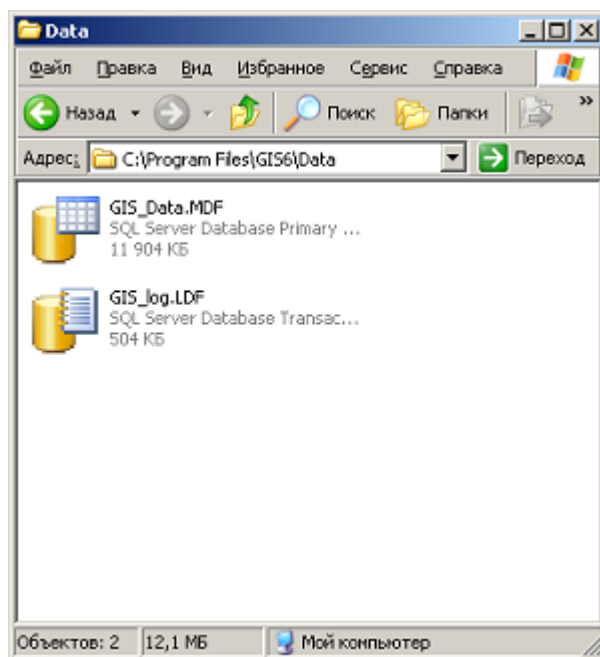 Data
Файл Правка Вид Избранное Сервис Справка
Назад Поиск Папки »
Адрес: C:\Program Files\GIS6\Data Переход
GIS_Data.MDF
SQL Server Database Primary ...
11 904 КБ
GIS_log.LDF
SQL Server Database Transac...
504 КБ
Объектов: 2 12,1 МБ Мой компьютер